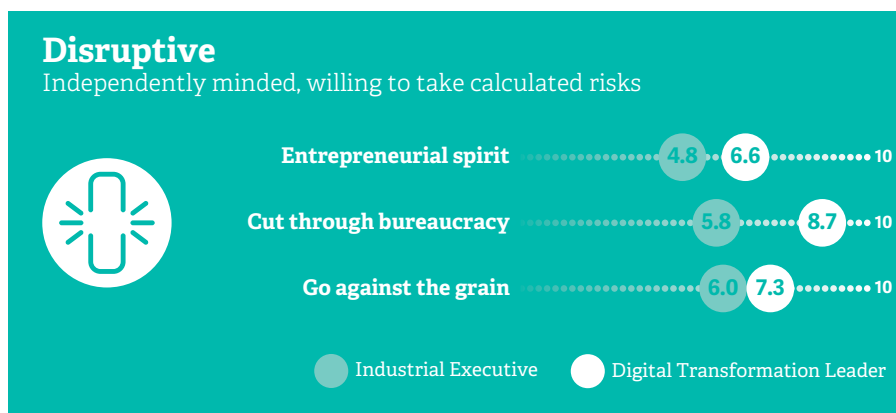 Disruptive
Independently minded, willing to take calculated risks
Entrepreneurial spirit 4.8 6.6 10
Cut through bureaucracy 5.8 8.7 10
Go against the grain 6.0 7.3 10
Industrial Executive Digital Transformation Leader